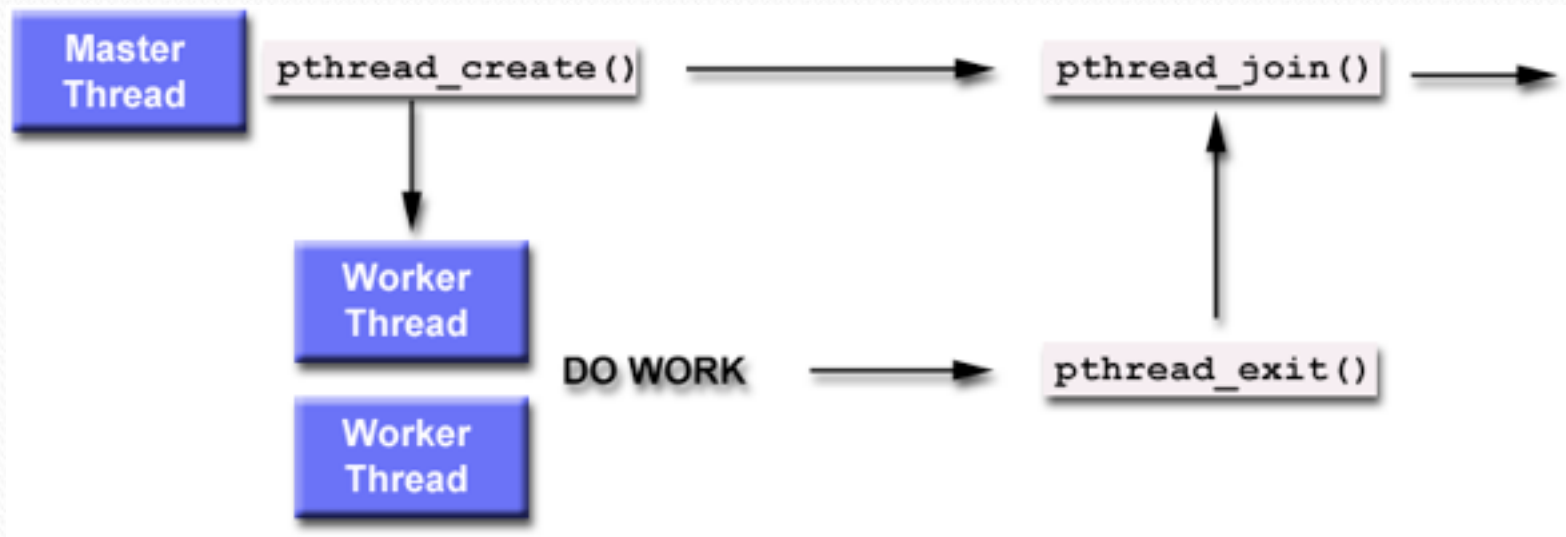 Master
Thread
pthread_create()
pthread_join()
Worker
Thread
DO WORK
pthread_exit()
Worker
Thread